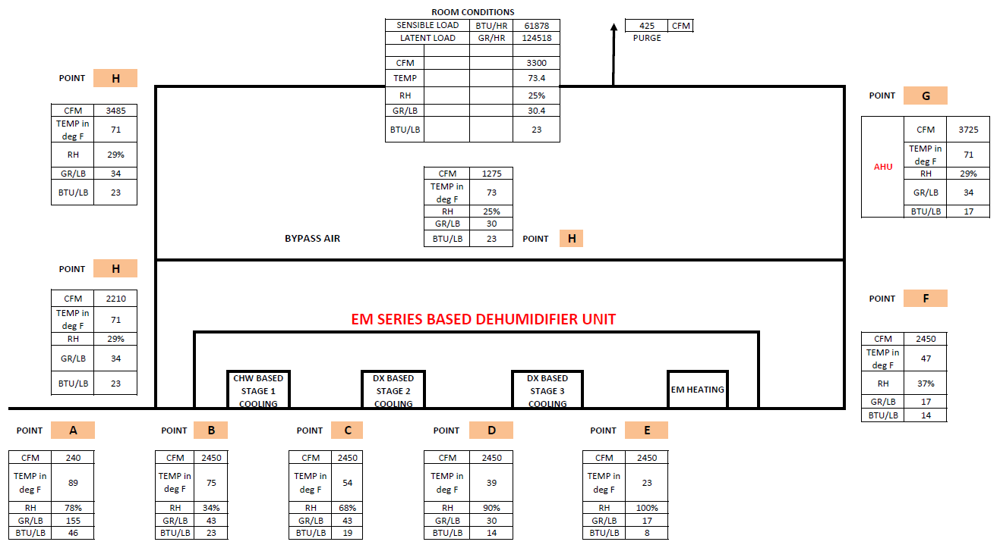 ROOM CONDITIONS
SENSIBLE LOAD BTU/HR 61878
LATENT LOAD GR/HR 124518
CFM 3300
TEMP 73.4
RH 25%
GR/LB 30.4
BTU/LB 23
425 CFM
PURGE
POINT H
CFM 3485
TEMP in
deg F 71
RH 29%
GR/LB 34
BTU/LB 23
POINT G
AHU
CFM 3725
TEMP in
deg F 71
RH 29%
GR/LB 34
BTU/LB 17
CFM 1275
TEMP in
deg F 73
RH 25%
GR/LB 30
BTU/LB 23
BYPASS AIR
POINT H
POINT H
CFM 2210
TEMP in
deg F 71
RH 29%
GR/LB 34
BTU/LB 23
EM SERIES BASED DEHUMIDIFIER UNIT
POINT F
CFM 2450
TEMP in
deg F 47
RH 37%
GR/LB 17
BTU/LB 14
CHW BASED
STAGE 1
COOLING
DX BASED
STAGE 2
COOLING
DX BASED
STAGE 3
COOLING
EM HEATING
POINT A
CFM 240
TEMP in
deg F 89
RH 78%
GR/LB 155
BTU/LB 46
POINT B
CFM 2450
TEMP in
deg F 75
RH 34%
GR/LB 43
BTU/LB 23
POINT C
CFM 2450
TEMP in
deg F 54
RH 68%
GR/LB 43
BTU/LB 19
POINT D
CFM 2450
TEMP in
deg F 39
RH 90%
GR/LB 30
BTU/LB 14
POINT E
CFM 2450
TEMP in
deg F 23
RH 100%
GR/LB 17
BTU/LB 8